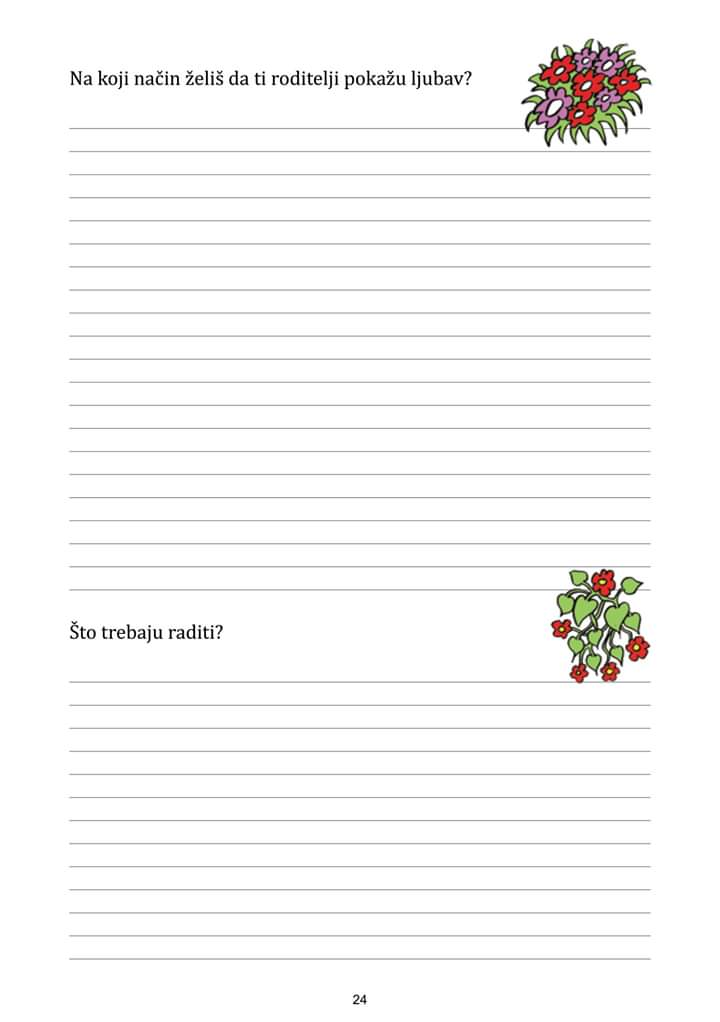 Na koji način želiš da ti roditelji pokažu ljubav?
Što trebaju raditi?
24